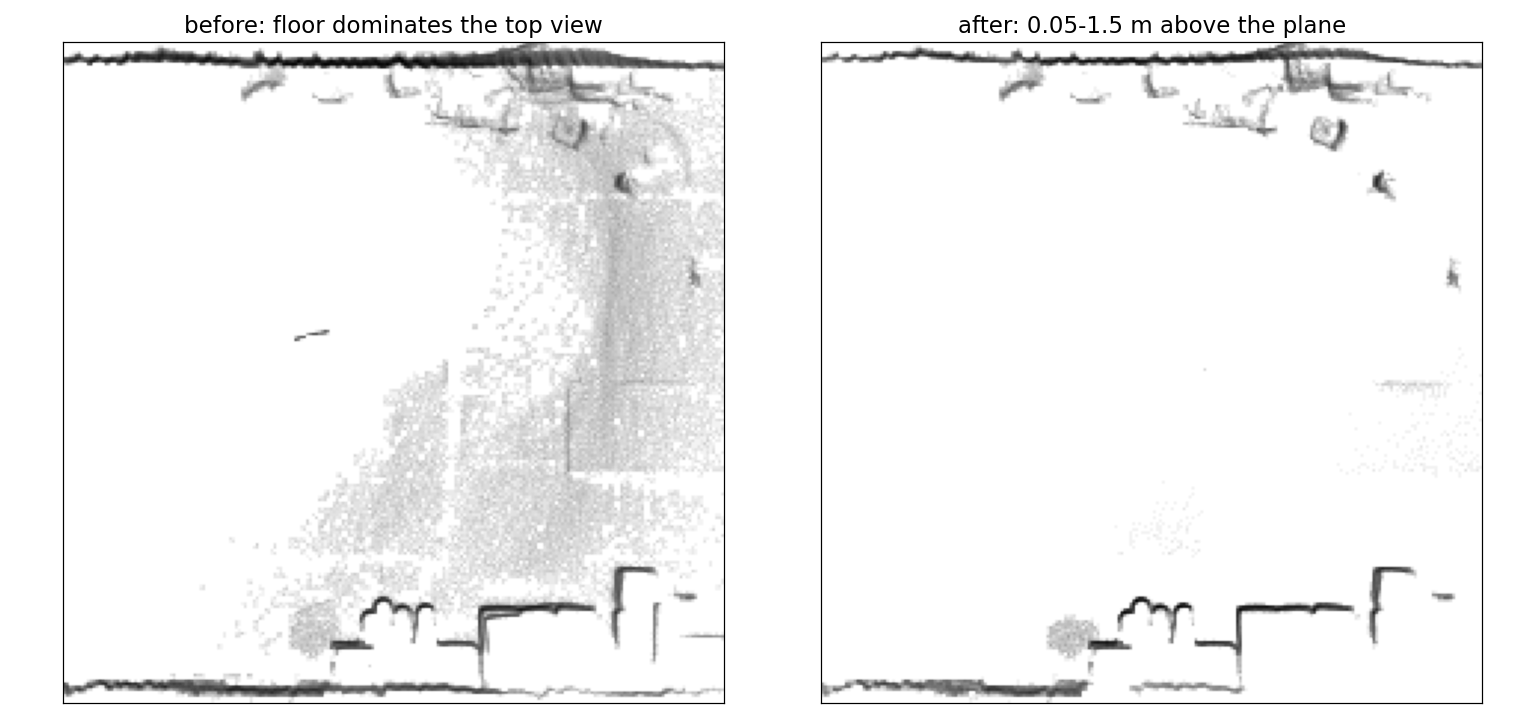 before: floor dominates the top view
after: 0.05-1.5 m above the plane